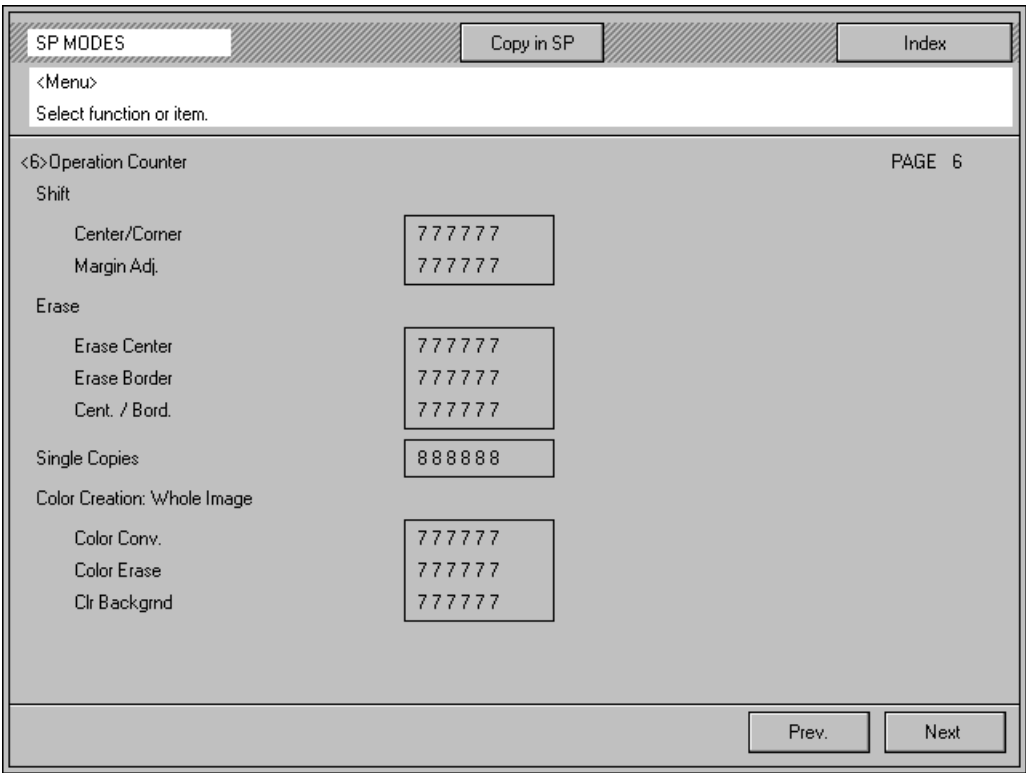 SP MODES Copy in SP Index
<Menu>
Select function or item.
<6>Operation Counter PAGE 6
Shift
Center/Corner 777777
Margin Adj. 777777
Erase
Erase Center 777777
Erase Border 777777
Cent. / Bord. 777777
Single Copies 888888
Color Creation: Whole Image
Color Conv. 777777
Color Erase 777777
Clr Backgrnd 777777
Prev. Next